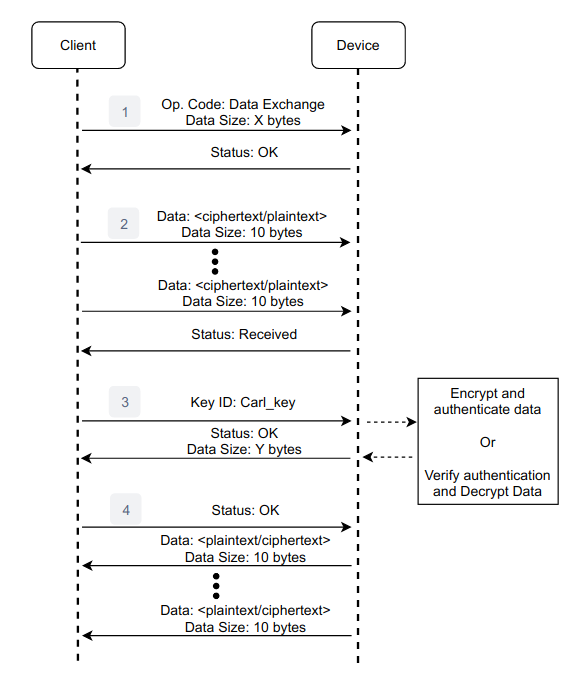 Client
Device
1
Op. Code: Data Exchange
Data Size: X bytes
Status: OK
2
Data: <ciphertext/plaintext>
Data Size: 10 bytes
Data: <ciphertext/plaintext>
Data Size: 10 bytes
Status: Received
3
Key ID: Carl_key
Status: OK
Data Size: Y bytes
Encrypt and
authenticate data
Or
Verify authentication
and Decrypt Data
4
Status: OK
Data: <plaintext/ciphertext>
Data Size: 10 bytes
Data: <plaintext/ciphertext>
Data Size: 10 bytes